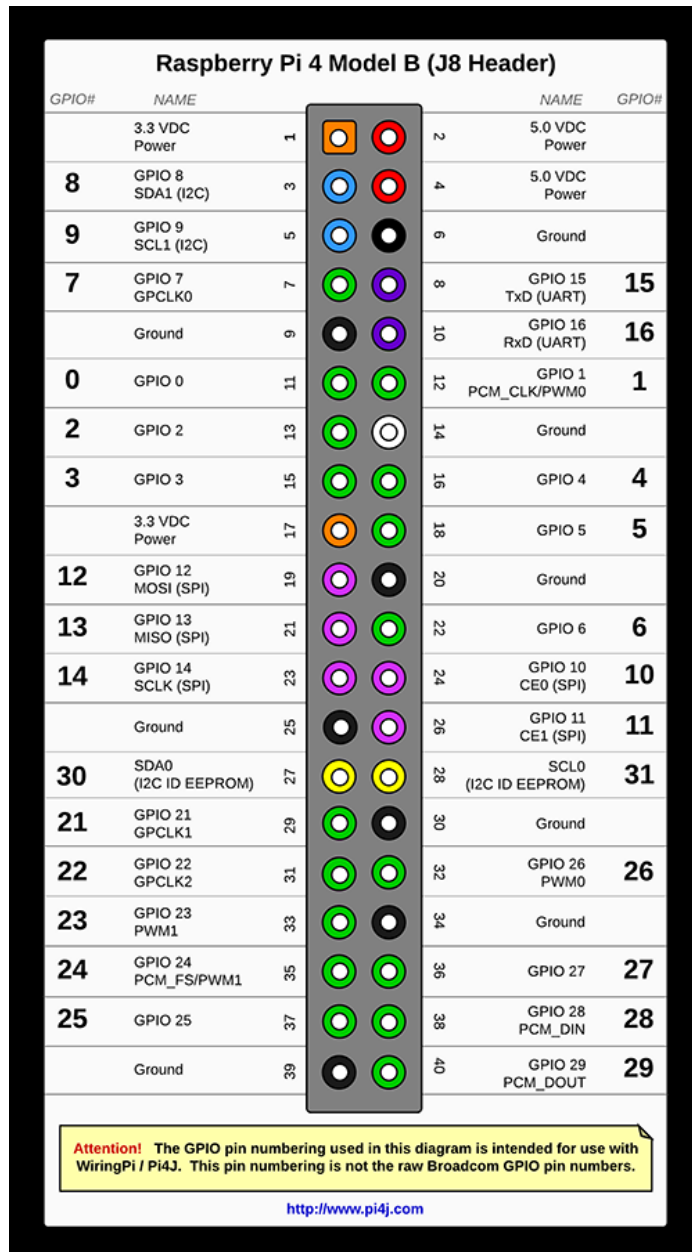 Raspberry Pi 4 Model B (J8 Header)
GPIO# NAME NAME GPIO#
3.3 VDC
Power 1 2 5.0 VDC
Power
8 GPIO 8
SDA1 (I2C) 3 4 5.0 VDC
Power
9 GPIO 9
SCL1 (I2C) 5 6 Ground
7 GPIO 7
GPCLK0 7 8 GPIO 15
TxD (UART) 15
Ground 9 10 GPIO 16
RxD (UART) 16
0 GPIO 0 11 12 GPIO 1
PCM_CLK/PWM0 1
2 GPIO 2 13 14 Ground
3 GPIO 3 15 16 GPIO 4 4
3.3 VDC
Power 17 18 GPIO 5 5
12 GPIO 12
MOSI (SPI) 19 20 Ground
13 GPIO 13
MISO (SPI) 21 22 GPIO 6 6
14 GPIO 14
SCLK (SPI) 23 24 GPIO 10
CE0 (SPI) 10
Ground 25 26 GPIO 11
CE1 (SPI) 11
30 SDA0
(I2C ID EEPROM) 27 28 SCL0
(I2C ID EEPROM) 31
21 GPIO 21
GPCLK1 29 30 Ground
22 GPIO 22
GPCLK2 31 32 GPIO 26
PWM0 26
23 GPIO 23
PWM1 33 34 Ground
24 GPIO 24
PCM_FS/PWM1 35 36 GPIO 27 27
25 GPIO 25 37 38 GPIO 28
PCM_DIN 28
Ground 39 40 GPIO 29
PCM_DOUT 29
Attention! The GPIO pin numbering used in this diagram is intended for use with
WiringPi / Pi4J. This pin numbering is not the raw Broadcom GPIO pin numbers.
http://www.pi4j.com